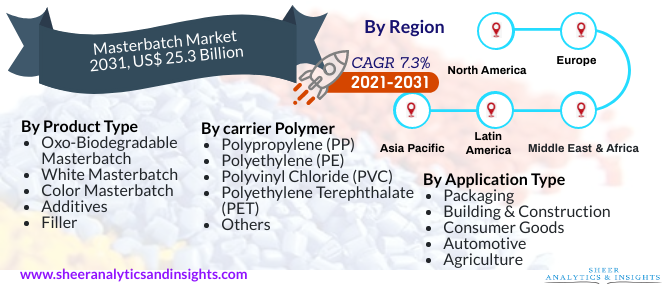 Masterbatch Market
2031, US$ 25.3 Billion
By Region
CAGR 7.3%
2021-2031
North America
Europe
Asia Pacific
Latin
America
Middle East & Africa
By Product Type
• Oxo-Biodegradable
Masterbatch
• White Masterbatch
• Color Masterbatch
• Additives
• Filler
By carrier Polymer
• Polypropylene (PP)
• Polyethylene (PE)
• Polyvinyl Chloride (PVC)
• Polyethylene Terephthalate
(PET)
• Others
By Application Type
• Packaging
• Building & Construction
• Consumer Goods
• Automotive
• Agriculture
www.sheeranalyticsandinsights.com
SHEER
ANALYTICS & INSIGHTS